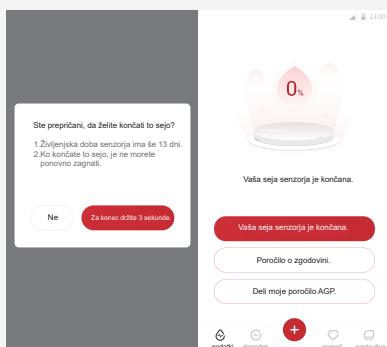 Ste prepričani, da želite končati to sejo?
1.Življenjska doba senzorja ima še 13 dni.
2.Ko končate to sejo, je ne morete
ponovno zagnati.
Ne
Za konec držite 3 sekunde.
13:00
0%
Vaša seja senzorja je končana.
Vaša seja senzorja je končana.
Poročilo o zgodovini.
Deli moje poročilo AGP.
podatki
dogodek
pomoč